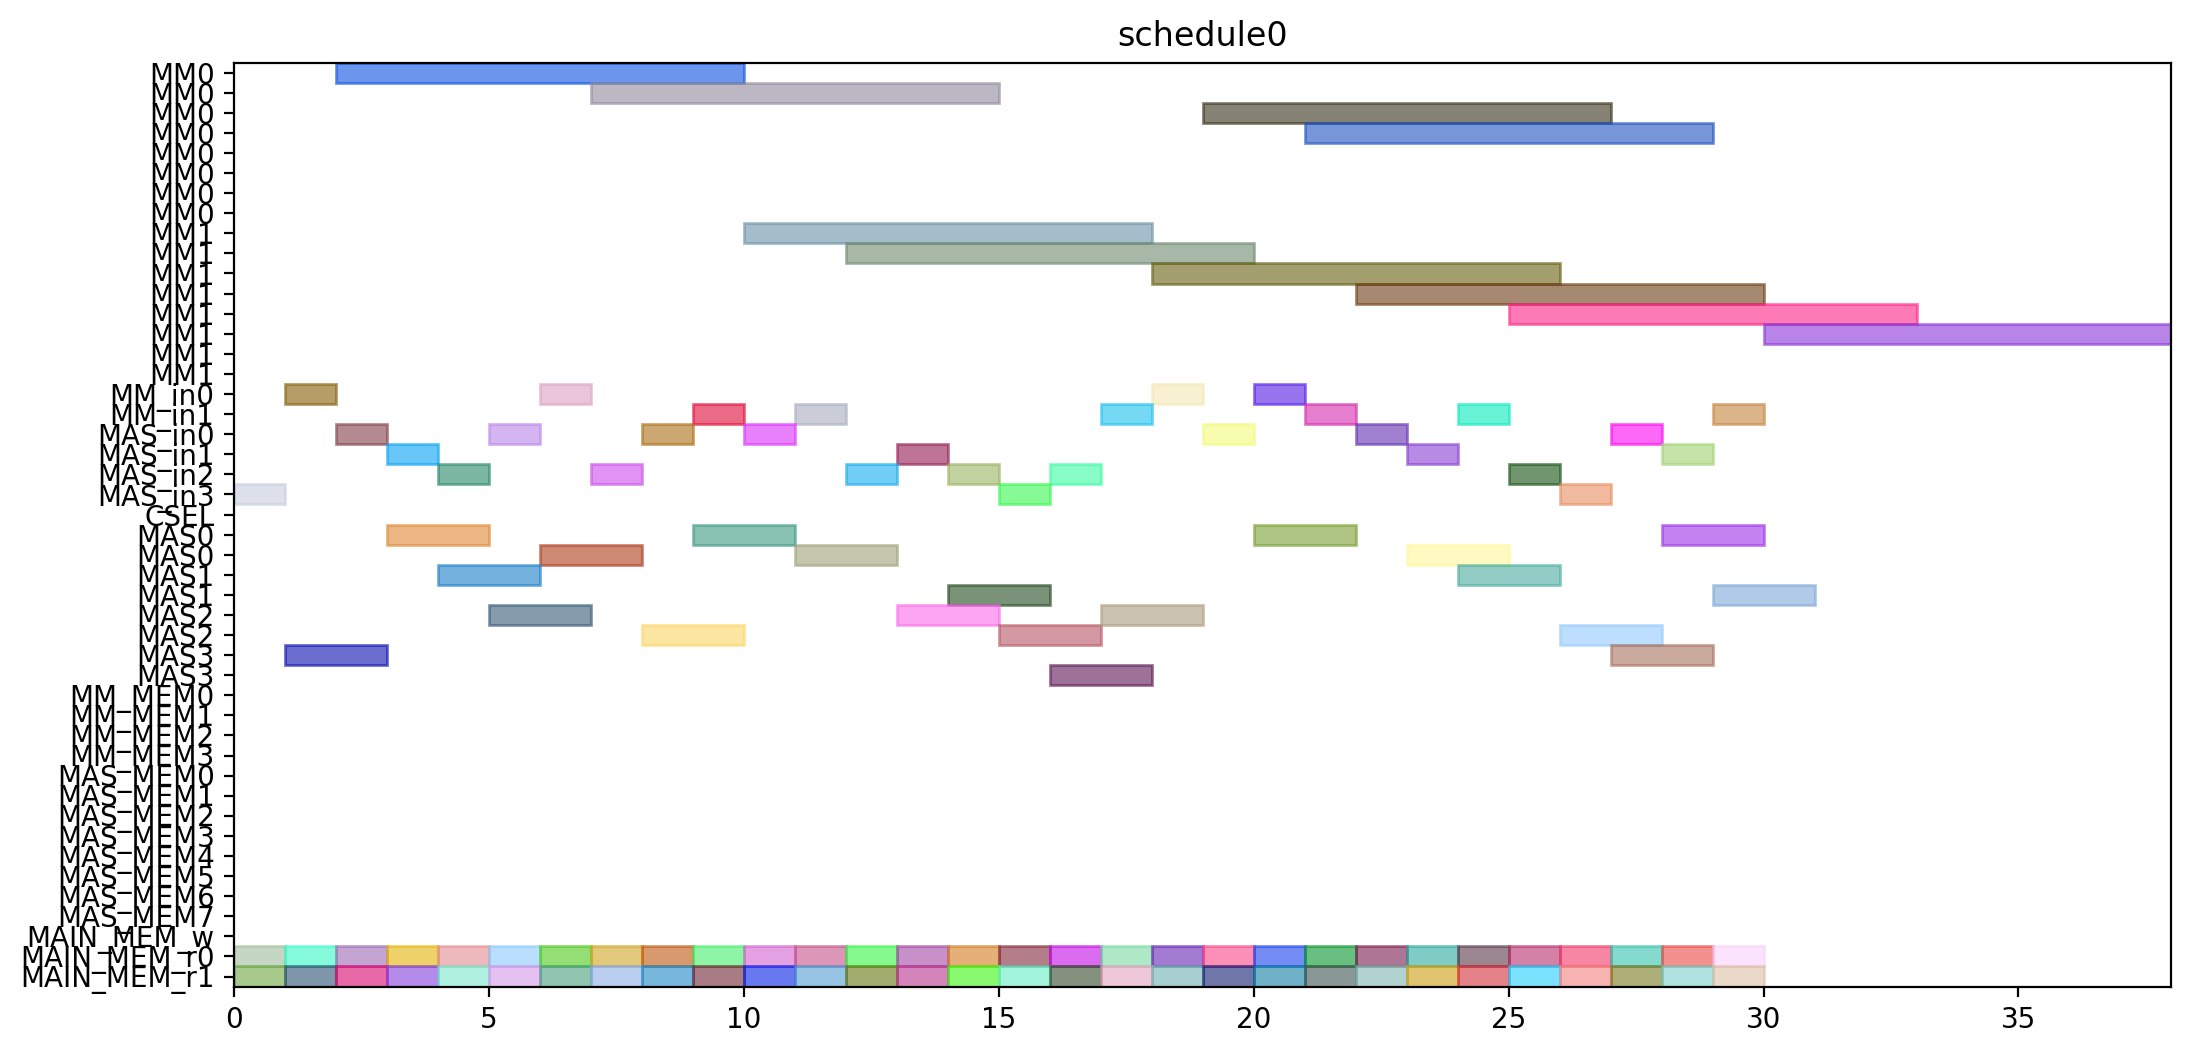 schedule0
MM0
MM0
MM0
MM0
MM0
MM0
MM0
MM0
MM1
MM1
MM1
MM1
MM1
MM1
MM1
MM1
MM_in0
MM_in1
MAS_in0
MAS_in1
MAS_in2
MAS_in3
CSEL
MAS0
MAS0
MAS1
MAS1
MAS2
MAS2
MAS3
MAS3
MM_MEM0
MM_MEM1
MM_MEM2
MM_MEM3
MAS_MEM0
MAS_MEM1
MAS_MEM2
MAS_MEM3
MAS_MEM4
MAS_MEM5
MAS_MEM6
MAS_MEM7
MAIN_MEM_w
MAIN_MEM_r0
MAIN_MEM_r1
0 5 10 15 20 25 30 35